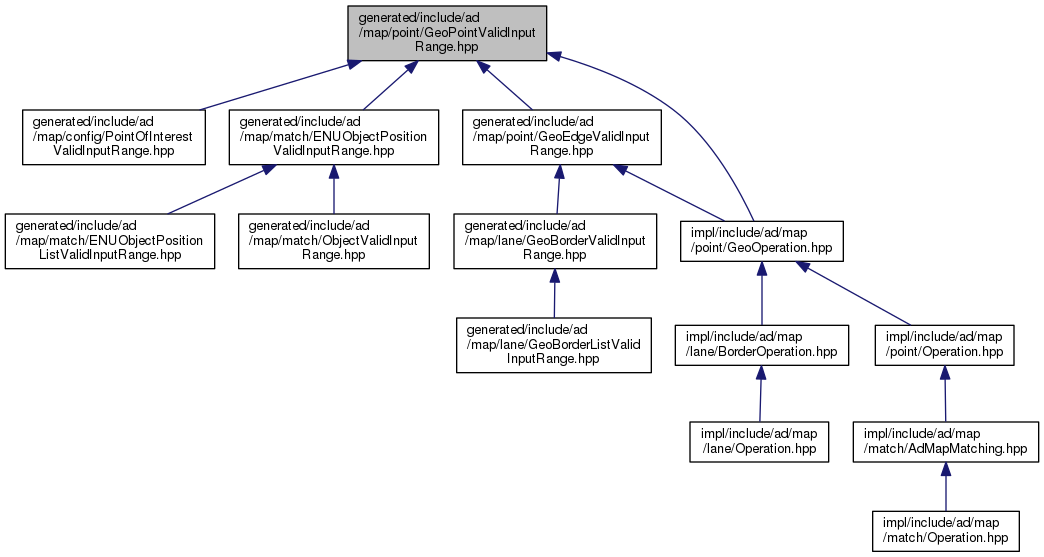 generated/include/ad
/map/point/GeoPointValidInput
Range.hpp
generated/include/ad
/map/config/PointOfInterest
ValidInputRange.hpp
generated/include/ad
/map/match/ENUObjectPosition
ValidInputRange.hpp
generated/include/ad
/map/point/GeoEdgeValidInput
Range.hpp
generated/include/ad
/map/match/ENUObjectPosition
ListValidInputRange.hpp
generated/include/ad
/map/match/ObjectValidInput
Range.hpp
generated/include/ad
/map/lane/GeoBorderValidInput
Range.hpp
impl/include/ad/map
/point/GeoOperation.hpp
generated/include/ad
/map/lane/GeoBorderListValid
InputRange.hpp
impl/include/ad/map
/lane/BorderOperation.hpp
impl/include/ad/map
/point/Operation.hpp
impl/include/ad/map
/lane/Operation.hpp
impl/include/ad/map
/match/AdMapMatching.hpp
impl/include/ad/map
/match/Operation.hpp